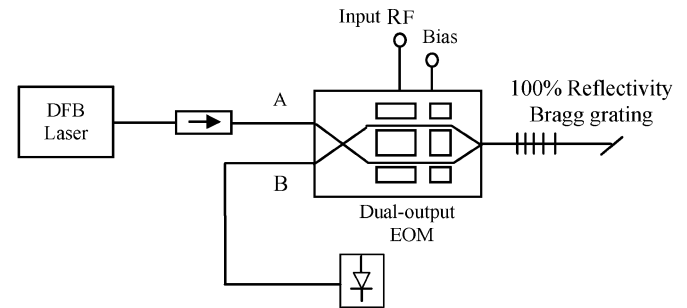 Input RF
Bias
DFB
Laser
A
100% Reflectivity
Bragg grating
B
Dual-output
EOM